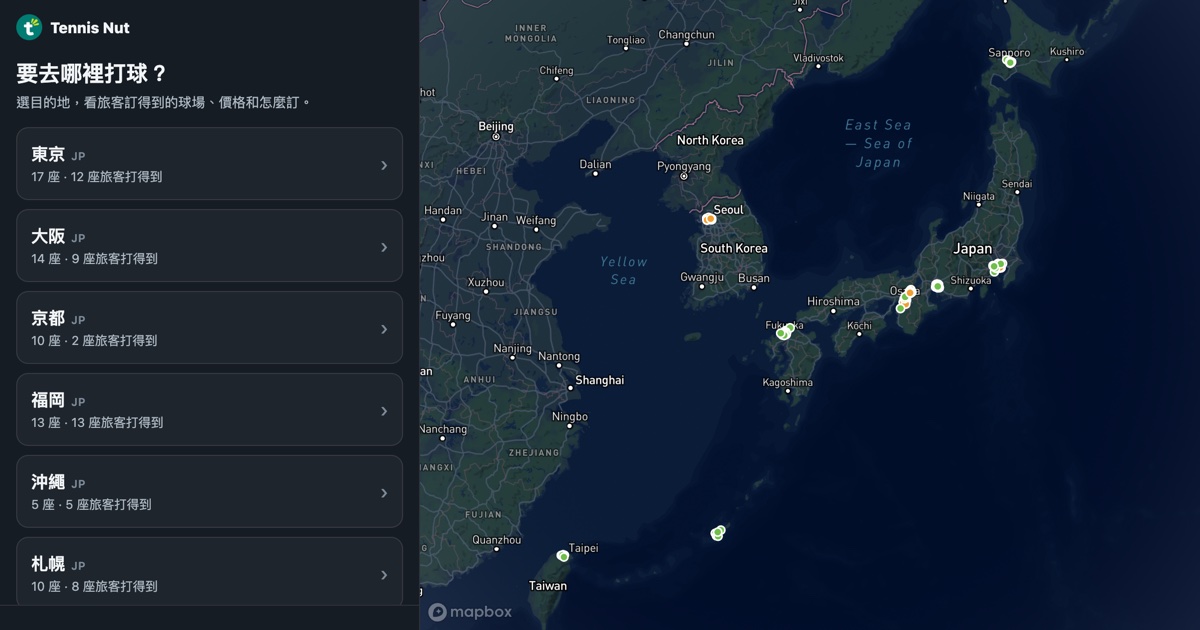 Tennis Nut
要去哪裡打球？
選目的地，看旅客訂得到的球場、價格和怎麼訂。
東京 JP
17 座 · 12 座旅客打得到
大阪 JP
14 座 · 9 座旅客打得到
京都 JP
10 座 · 2 座旅客打得到
福岡 JP
13 座 · 13 座旅客打得到
沖繩 JP
5 座 · 5 座旅客打得到
札幌 JP
10 座 · 8 座旅客打得到
Jixi
INNER
MONGOLIA
Tongliao
Changchun
JILIN
Vladivostok
Sapporo
Kushiro
Chifeng
hot
LIAONING
Beijing
East Sea
— Sea of
Japan
North Korea
Dalian
Pyongyang
NXI
HEBEI
Sendai
Niigata
Handan
Jinan
Weifang
Seoul
SHANDONG
South Korea
Japan
zhou
Yellow
Sea
Gwangju
Busan
Shizuoka
Xuzhou
Hiroshima
Fuyang
JIANGSU
Kōchi
Nanjing
Nantong
an
ANHUI
Shanghai
Kagoshima
Ningbo
Nanchang
ZHEJIANG
IANGXI
FUJIAN
Quanzhou
G
Taipei
Taiwan
mapbox